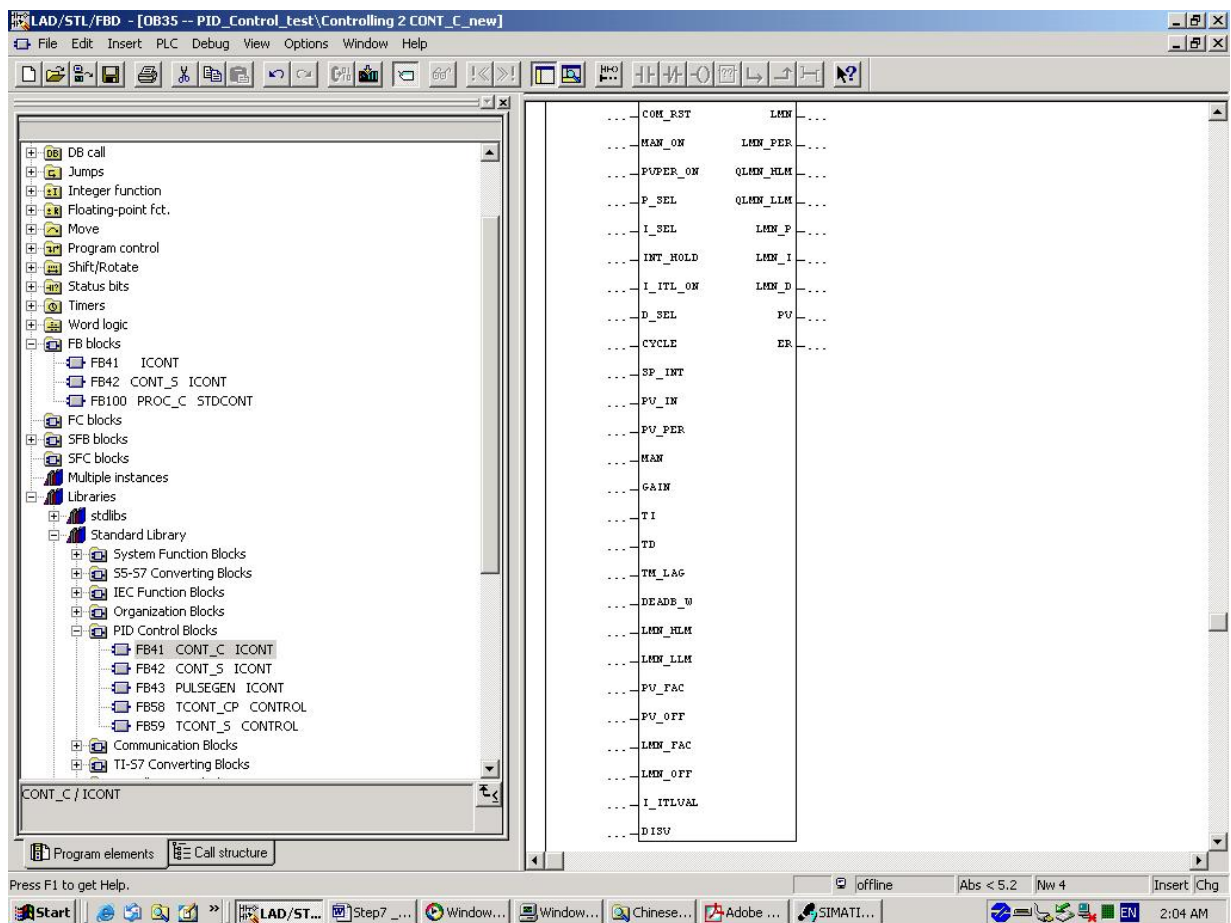 LAD/STL/FBD - [OB35 -- PID_Control_test\Controlling 2 CONT_C_new]
File Edit Insert PLC Debug View Options Window Help
DB call
Jumps
Integer function
Floating-point fct.
Move
Program control
Shift/Rotate
Status bits
Timers
Word logic
FB blocks
FB41 ICONT
FB42 CONT_S ICONT
FB100 PROC_C STDCONT
FC blocks
SFB blocks
SFC blocks
Multiple instances
Libraries
stdlibs
Standard Library
System Function Blocks
S5-S7 Converting Blocks
IEC Function Blocks
Organization Blocks
PID Control Blocks
FB41 CONT_C ICONT
FB42 CONT_S ICONT
FB43 PULSEGEN ICONT
FB58 TCONT_CP CONTROL
FB59 TCONT_S CONTROL
Communication Blocks
TI-S7 Converting Blocks
CONT_C / ICONT
Program elements Call structure
... COM_RST LMN ...
... MAN_ON LMN_PER ...
... PVPER_ON QLMN_HLM ...
... P_SEL QLMN_LLM ...
... I_SEL LMN_P ...
... INT_HOLD LMN_I ...
... I_ITL_ON LMN_D ...
... D_SEL PV ...
... CYCLE ER ...
... SP_INT
... PV_IN
... PV_PER
... MAN
... GAIN
... TI
... TD
... TM_LAG
... DEADB_W
... LMN_HLM
... LMN_LLM
... PV_FAC
... PV_OFF
... LMN_FAC
... LMN_OFF
... I_ITLVAL
... DISV
Press F1 to get Help. offline Abs < 5.2 Nw 4 Insert Chg
Start » LAD/ST... Step7 _... Window... Window... Chinese... Adobe ... SIMATI... EN 2:04 AM